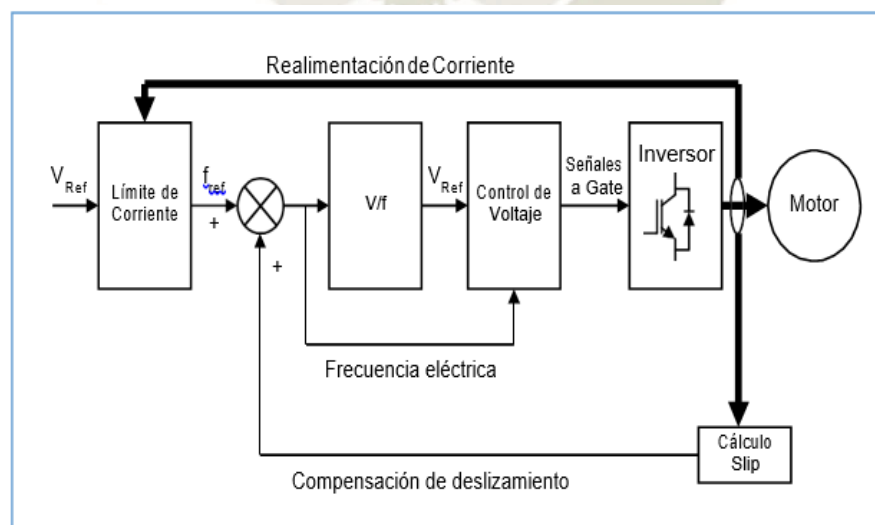 Realimentación de Corriente
V Ref
Límite de
Corriente
fref
+
+
V/f
V Ref
Control de
Voltaje
Señales
a Gate
Inversor
Motor
Frecuencia eléctrica
Cálculo
Slip
Compensación de deslizamiento